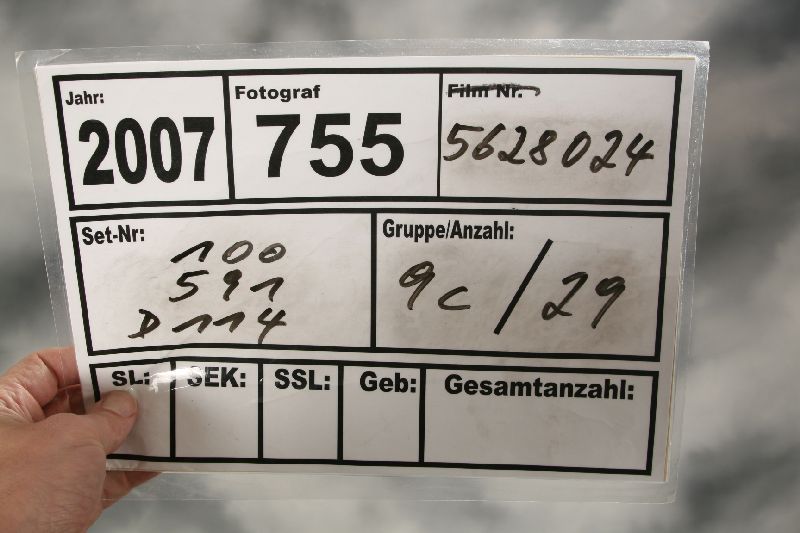 Jahr:
2007
Fotograf
755
Film Nr.
5628024
Set-Nr:
100
591
D114
Gruppe/Anzahl:
9c/29
SL:
SEK:
SSL:
Geb:
Gesamtanzahl: